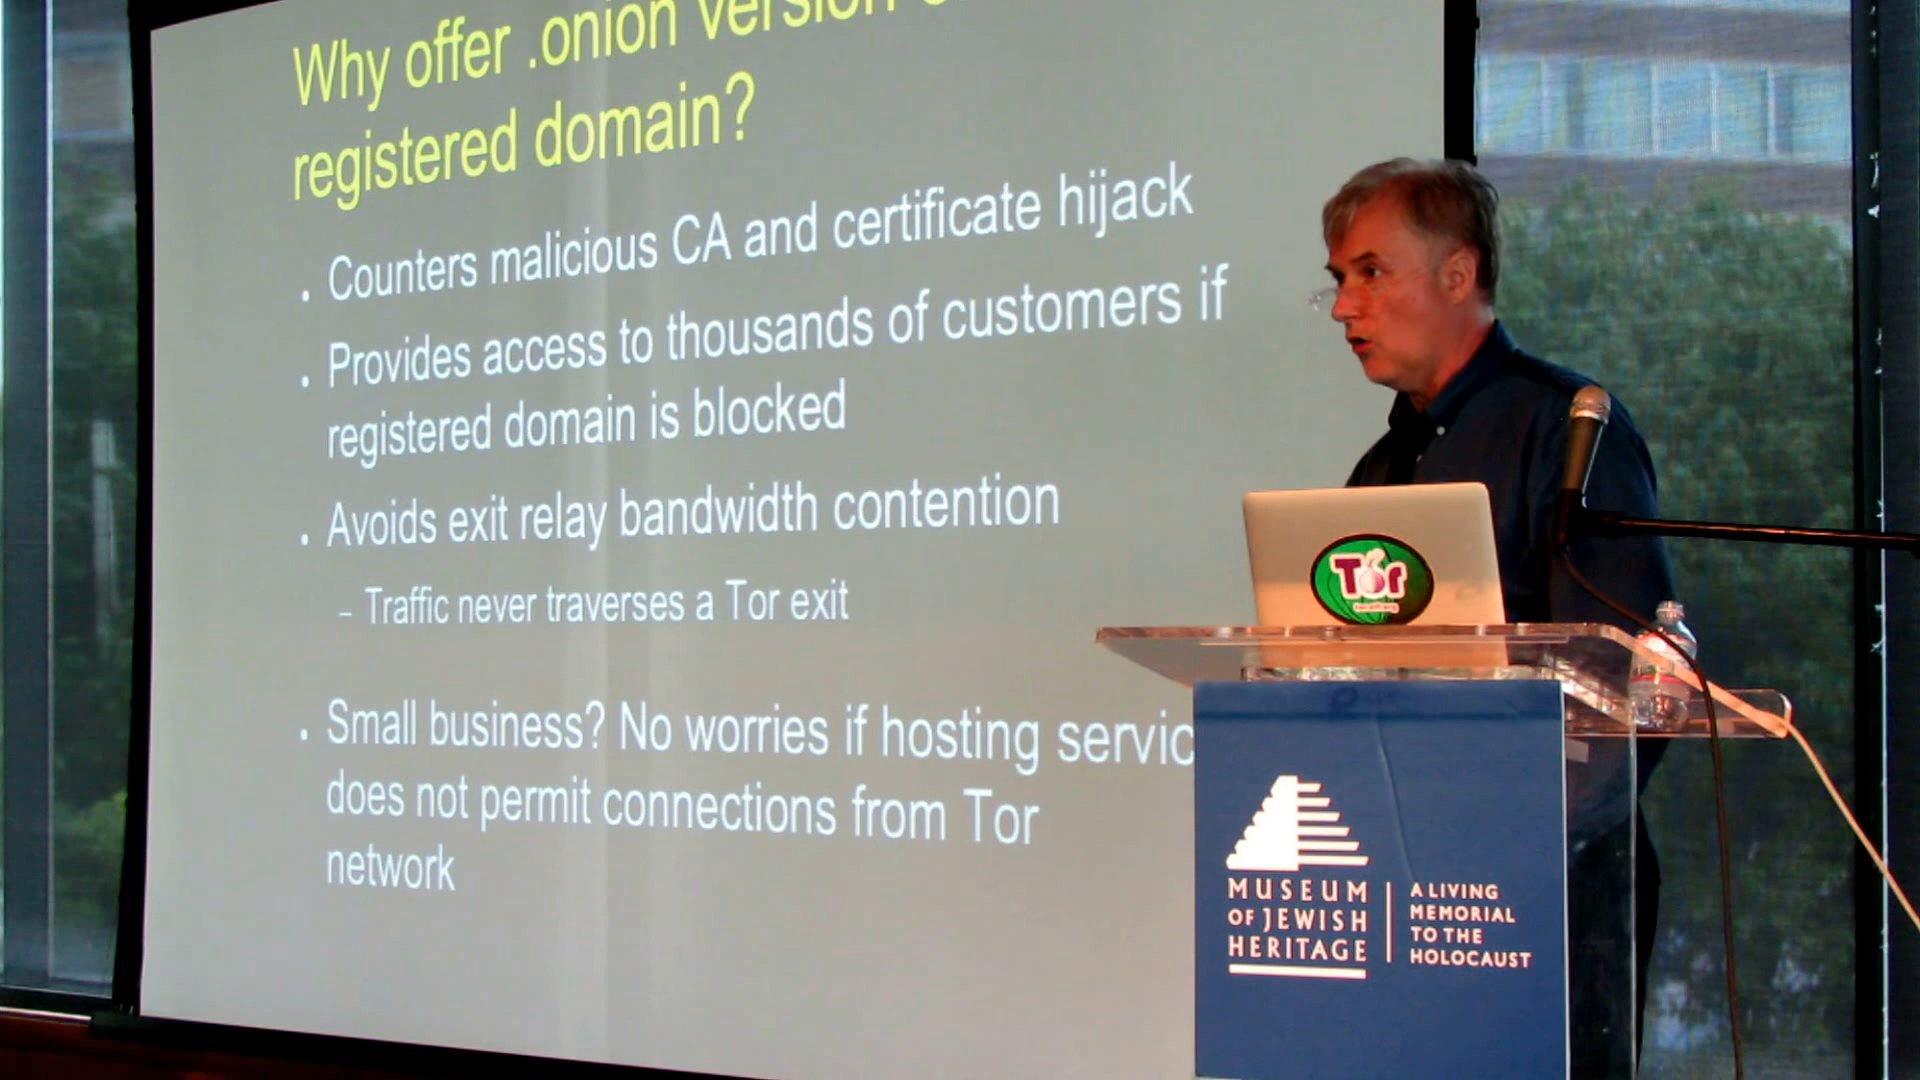 Why offer .onion version
registered domain?
. Counters malicious CA and certificate hijack
. Provides access to thousands of customers if
registered domain is blocked
. Avoids exit relay bandwidth contention
– Traffic never traverses a Tor exit
. Small business? No worries if hosting servic
does not permit connections from Tor
network
Tor
MUSEUM
OF JEWISH
HERITAGE
A LIVING
MEMORIAL
TO THE
HOLOCAUST